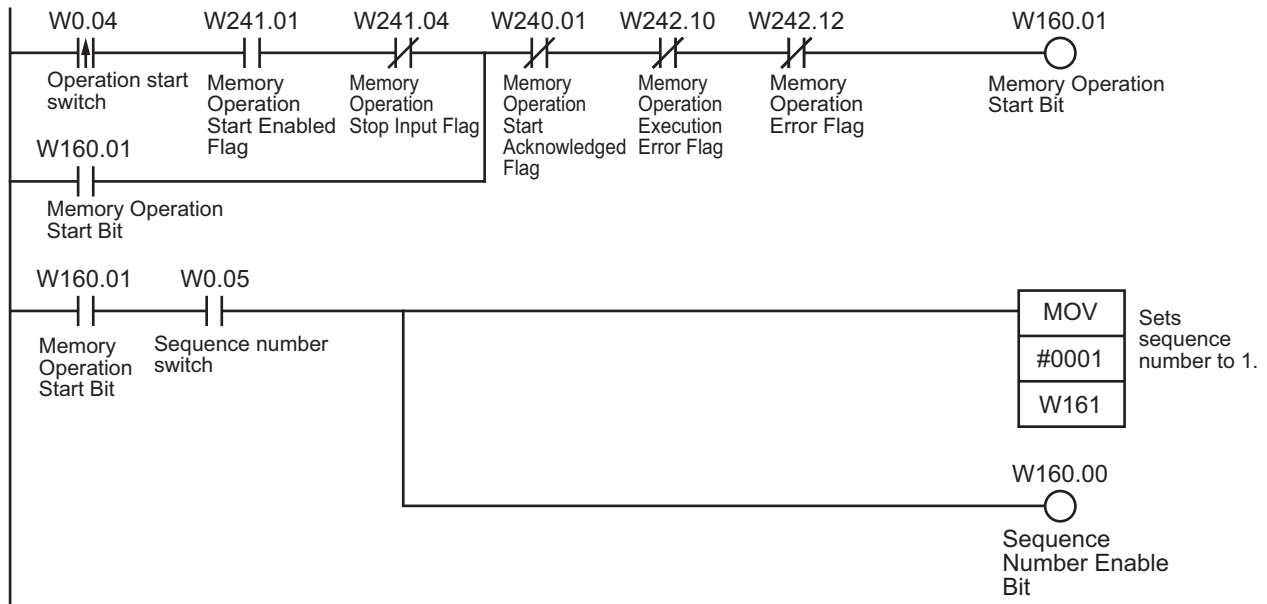 W0.04 W241.01 W241.04 W240.01 W242.10 W242.12 W160.01
Operation start
switch
Memory
Operation
Start Enabled
Flag
Memory
Operation
Stop Input Flag
Memory
Operation
Start
Acknowledged
Flag
Memory
Operation
Execution
Error Flag
Memory
Operation
Error Flag
Memory Operation
Start Bit
W160.01
Memory Operation
Start Bit
W160.01 W0.05
Memory
Operation
Start Bit
Sequence number
switch
MOV
#0001
W161
Sets
sequence
number to 1.
W160.00
Sequence
Number Enable
Bit